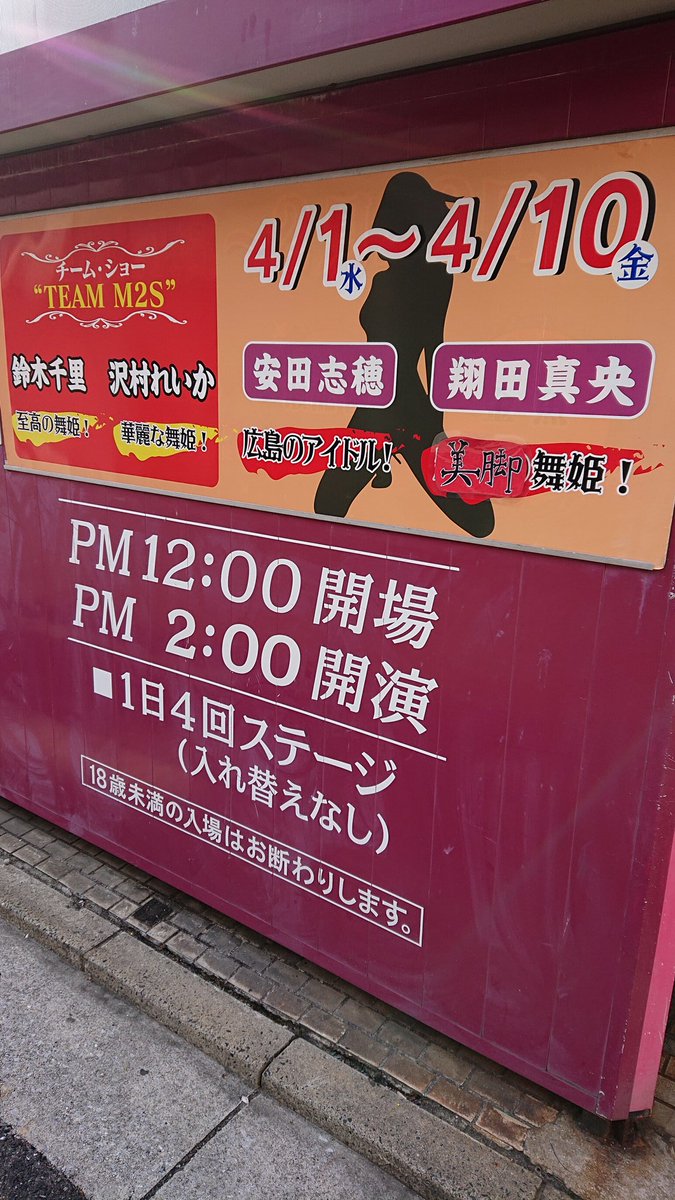 チーム・ショー
“TEAM M2S”
鈴木千里 沢村れいか
至高の舞姫！ 華麗な舞姫！
4/1水～4/10金
安田志穂 翔田真央
広島のアイドル! 美脚舞姫！
PM 12:00 開場
PM 2:00 開演
■1日4回ステージ
(入れ替えなし)
18歳未満の入場はお断わりします。